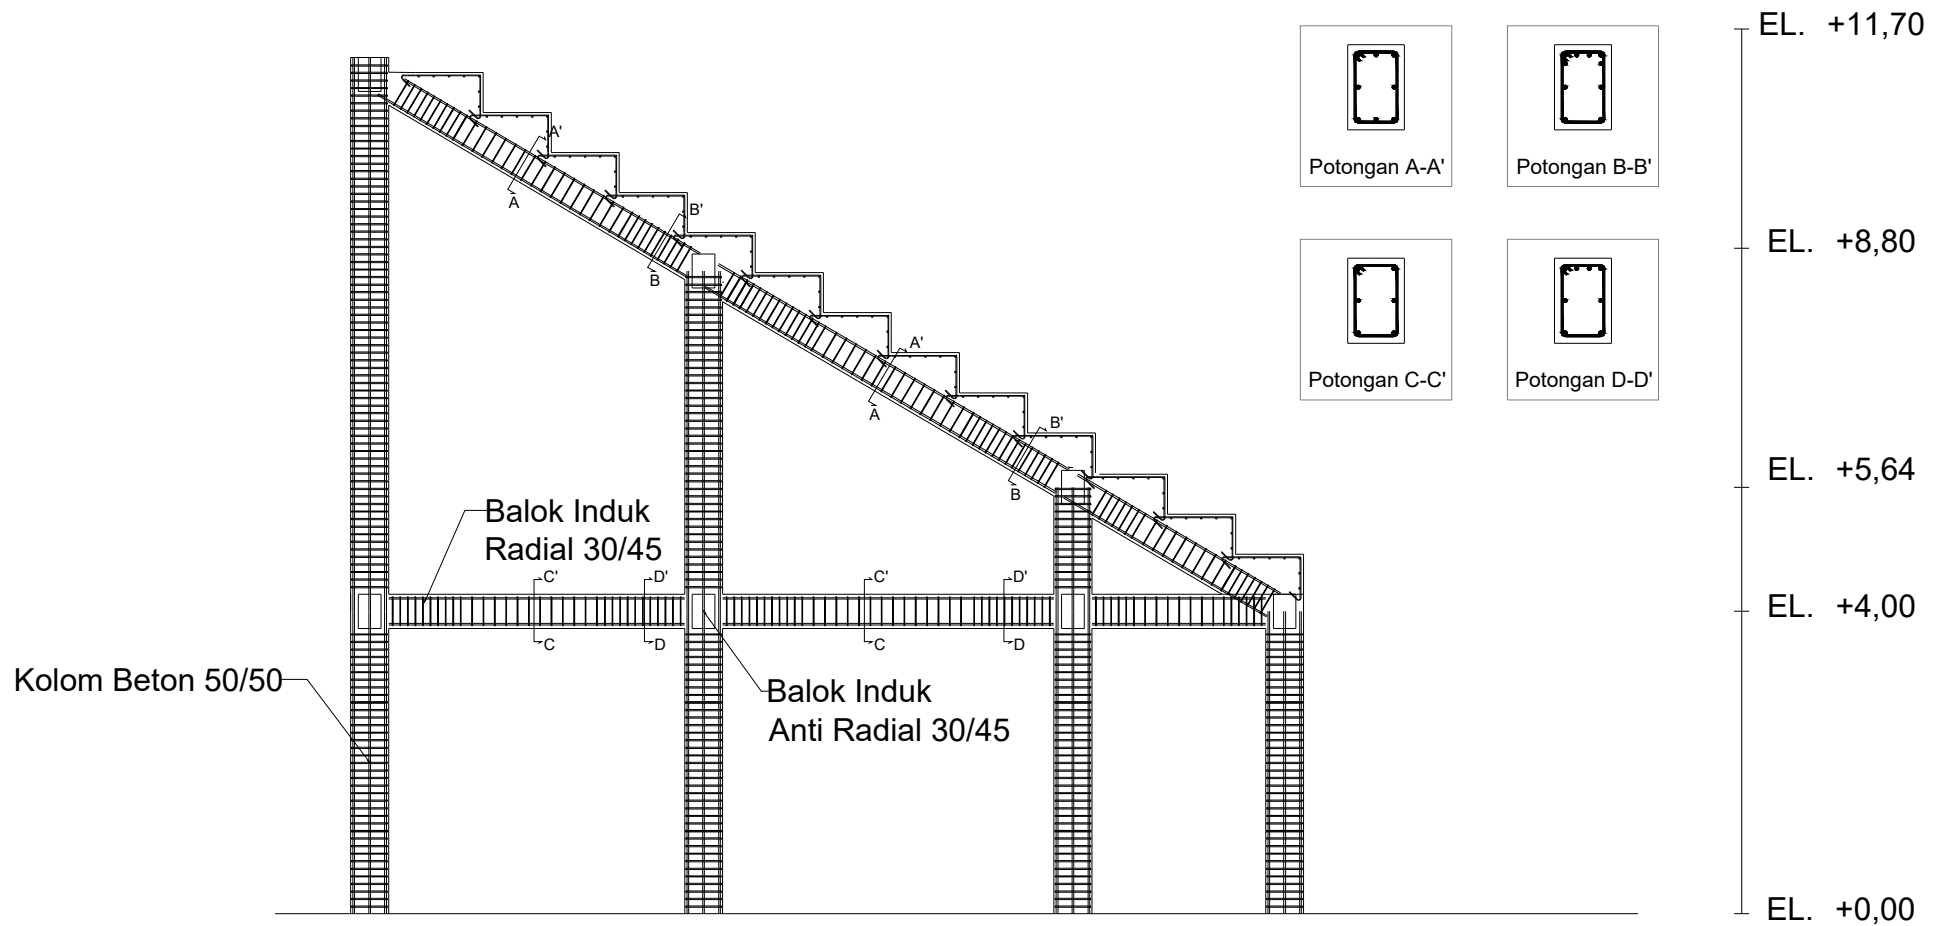 EL. +11,70
Potongan A-A'
Potongan B-B'
EL. +8,80
Potongan C-C'
Potongan D-D'
EL. +5,64
EL. +4,00
EL. +0,00
A'
A
B'
B
A'
A
B'
B
Balok Induk
Radial 30/45
C'
D'
C'
D'
C
D
C
D
Kolom Beton 50/50
Balok Induk
Anti Radial 30/45